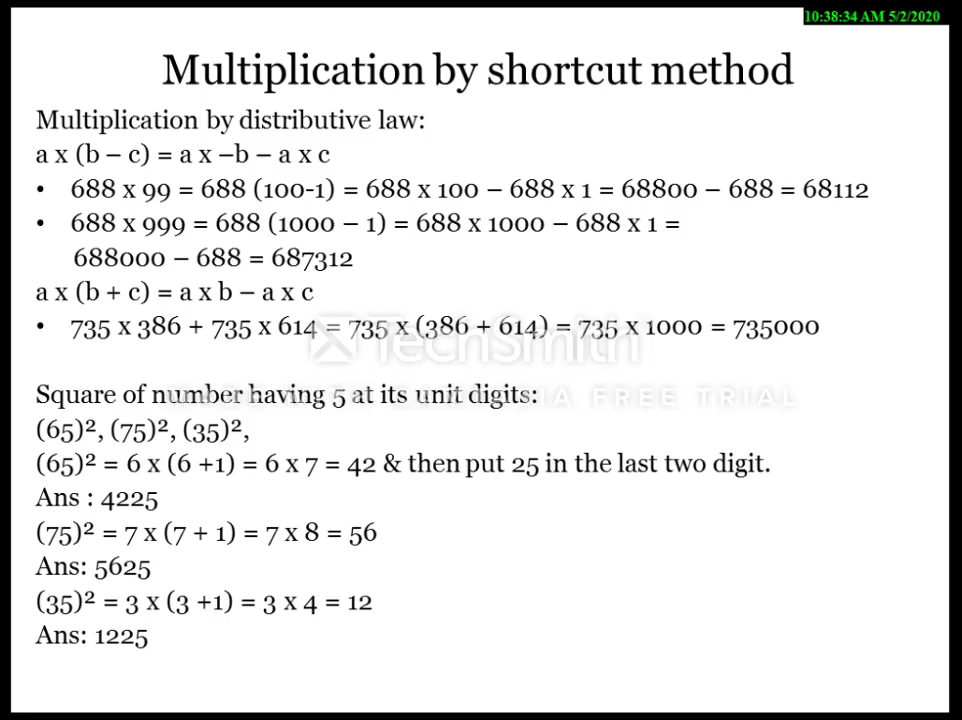 10:38:34 AM 5/2/2020
Multiplication by shortcut method
Multiplication by distributive law:
a x (b – c) = a x –b – a x c
• 688 x 99 = 688 (100-1) = 688 x 100 – 688 x 1 = 68800 – 688 = 68112
• 688 x 999 = 688 (1000 – 1) = 688 x 1000 – 688 x 1 =
688000 – 688 = 687312
a x (b + c) = a x b – a x c
• 735 x 386 + 735 x 614 = 735 x (386 + 614) = 735 x 1000 = 735000
TechSmith
FREE TRIAL
Square of number having 5 at its unit digits:
(65)², (75)², (35)²,
(65)² = 6 x (6 +1) = 6 x 7 = 42 & then put 25 in the last two digit.
Ans : 4225
(75)² = 7 x (7 + 1) = 7 x 8 = 56
Ans: 5625
(35)² = 3 x (3 +1) = 3 x 4 = 12
Ans: 1225